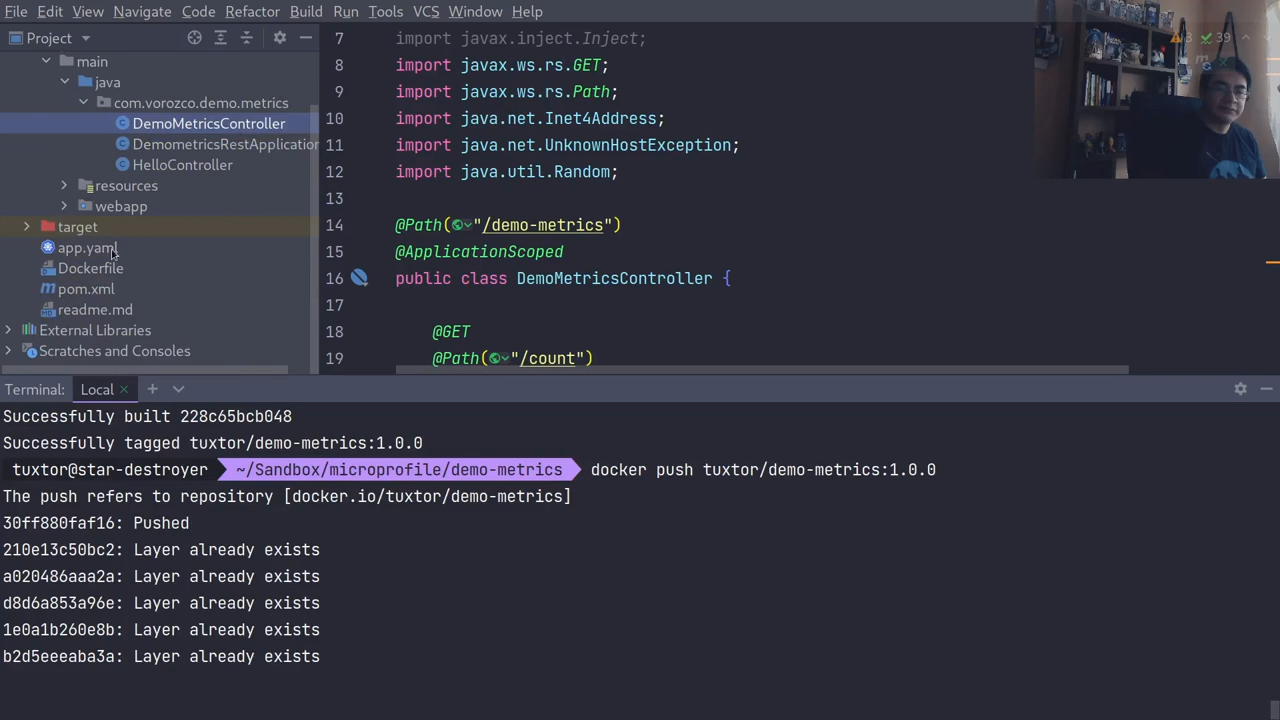 File Edit View Navigate Code Refactor Build Run Tools VCS Window Help
Project
main
java
com.vorozco.demo.metrics
DemoMetricsController
DemometricsRestApplication
HelloController
resources
webapp
target
app.yaml
Dockerfile
pom.xml
readme.md
External Libraries
Scratches and Consoles
7 import javax.inject.Inject;
8 import javax.ws.rs.GET;
9 import javax.ws.rs.Path;
10 import java.net.Inet4Address;
11 import java.net.UnknownHostException;
12 import java.util.Random;
13
14 @Path("/demo-metrics")
15 @ApplicationScoped
16 public class DemoMetricsController {
17
18 @GET
19 @Path("/count")
3 39
Terminal: Local
Successfully built 228c65bcb048
Successfully tagged tuxtor/demo-metrics:1.0.0
tuxtor@star-destroyer ~/Sandbox/microprofile/demo-metrics docker push tuxtor/demo-metrics:1.0.0
The push refers to repository [docker.io/tuxtor/demo-metrics]
30ff880faf16: Pushed
210e13c50bc2: Layer already exists
a020486aaa2a: Layer already exists
d8d6a853a96e: Layer already exists
1e0a1b260e8b: Layer already exists
b2d5eeeaba3a: Layer already exists